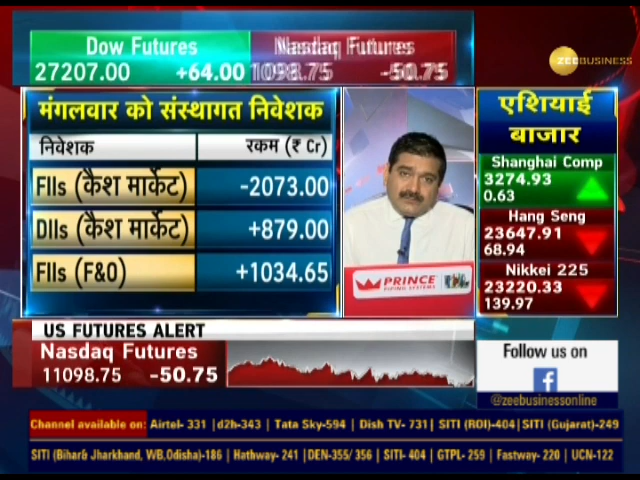 Dow Futures
27207.00 +64.00
Nasdaq Futures
1098.75 -50.75
ZEEBUSINESS
मंगलवार को संस्थागत निवेशक
निवेशक रकम (₹ Cr)
FIIs (कैश मार्केट) -2073.00
DIIs (कैश मार्केट) +879.00
FIIs (F&O) +1034.65
PRINCE
PIPING SYSTEMS
एशियाई
बाजार
Shanghai Comp
3274.93
0.63
Hang Seng
23647.91
68.94
Nikkei 225
23220.33
139.97
US FUTURES ALERT
Nasdaq Futures
11098.75 -50.75
Follow us on
f
@zeebusinessonline
Channel available on: Airtel- 331 | d2h-343 | Tata Sky-594 | Dish TV- 731| SITI (ROI)-404| SITI (Gujarat)-249
SITI (Bihar& Jharkhand, WB,Odisha)-186 | Hathway- 241 |DEN-355/ 356 | SITI- 404 | GTPL- 259 | Fastway- 220 | UCN-122